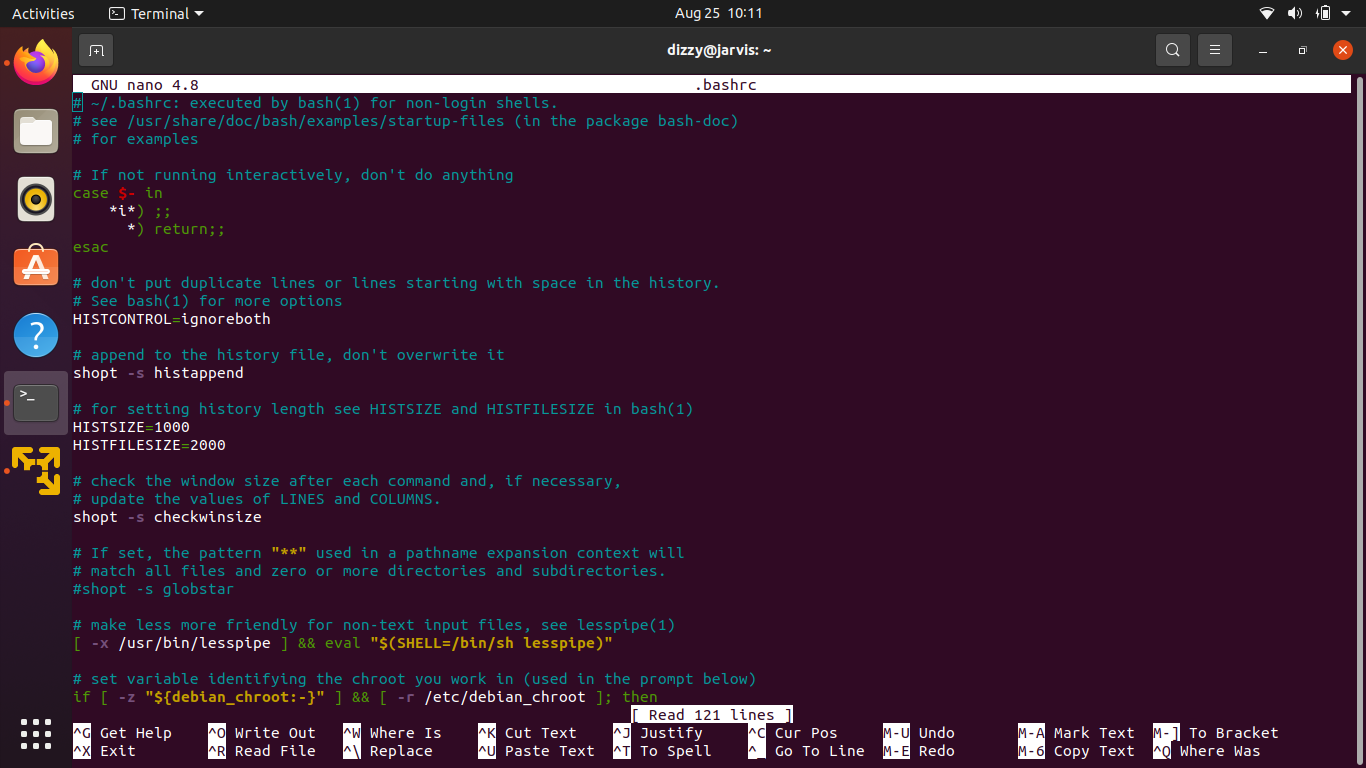 Activities
Terminal
Aug 25 10:11
dizzy@jarvis: ~
GNU nano 4.8 .bashrc
# ~/.bashrc: executed by bash(1) for non-login shells.
# see /usr/share/doc/bash/examples/startup-files (in the package bash-doc)
# for examples
# If not running interactively, don't do anything
case $- in
    *i*) ;;
      *) return;;
esac
# don't put duplicate lines or lines starting with space in the history.
# See bash(1) for more options
HISTCONTROL=ignoreboth
# append to the history file, don't overwrite it
shopt -s histappend
# for setting history length see HISTSIZE and HISTFILESIZE in bash(1)
HISTSIZE=1000
HISTFILESIZE=2000
# check the window size after each command and, if necessary,
# update the values of LINES and COLUMNS.
shopt -s checkwinsize
# If set, the pattern "**" used in a pathname expansion context will
# match all files and zero or more directories and subdirectories.
#shopt -s globstar
# make less more friendly for non-text input files, see lesspipe(1)
[ -x /usr/bin/lesspipe ] && eval "$(SHELL=/bin/sh lesspipe)"
# set variable identifying the chroot you work in (used in the prompt below)
if [ -z "${debian_chroot:-}" ] && [ -r /etc/debian_chroot ]; then
[ Read 121 lines ]
^G Get Help ^O Write Out ^W Where Is ^K Cut Text ^J Justify ^C Cur Pos M-U Undo M-A Mark Text M-] To Bracket
^X Exit ^R Read File ^\ Replace ^U Paste Text ^T To Spell ^_ Go To Line M-E Redo M-6 Copy Text ^Q Where Was